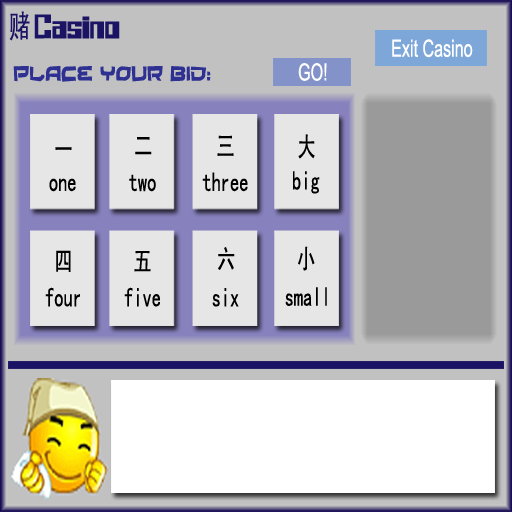 赌 Casino
Exit Casino
PLACE YOUR BID:
GO!
一
one
二
two
三
three
大
big
四
four
五
five
六
six
小
small